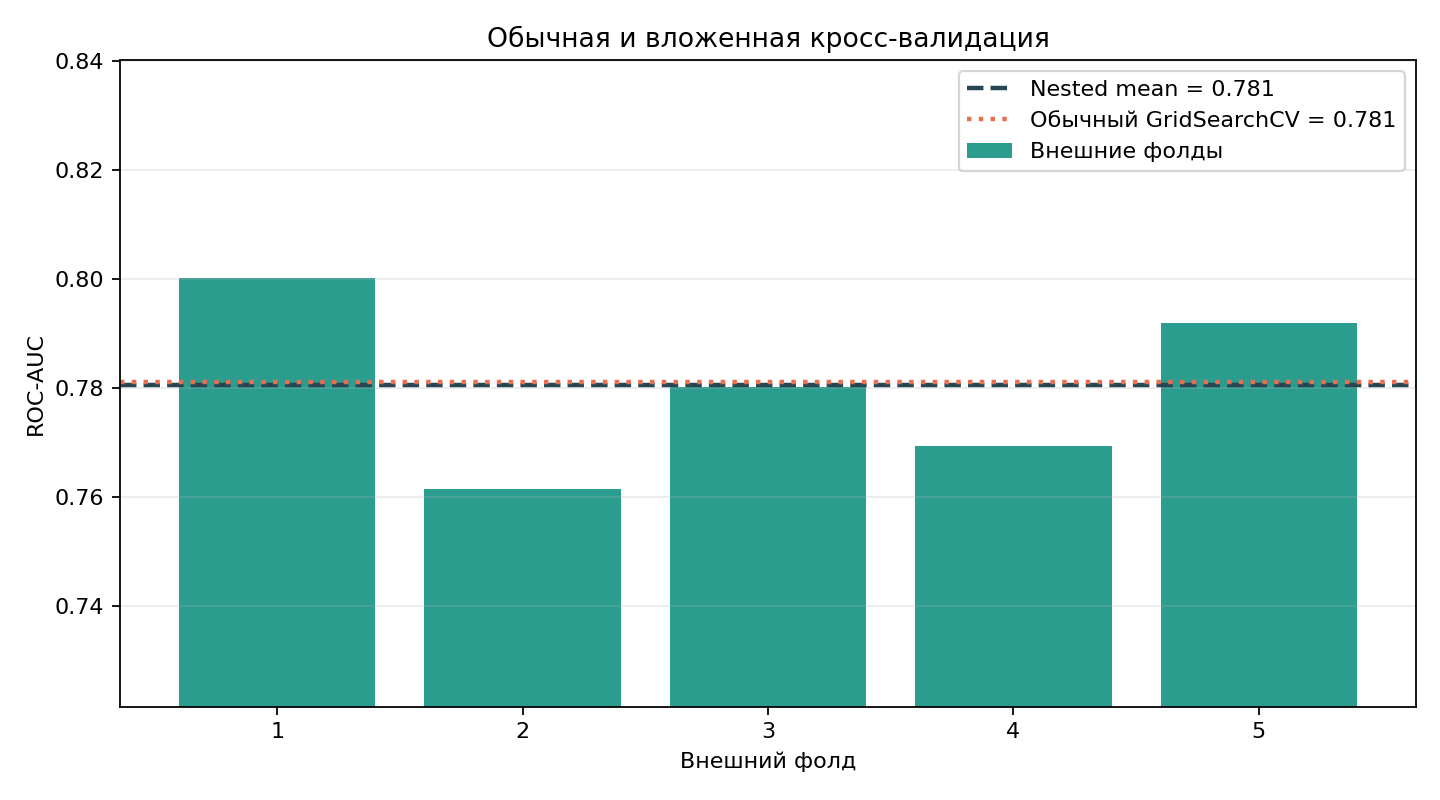 Обычная и вложенная кросс-валидация
Nested mean = 0.781
Обычный GridSearchCV = 0.781
Внешние фолды
ROC-AUC
0.84
0.82
0.80
0.78
0.76
0.74
1 2 3 4 5
Внешний фолд